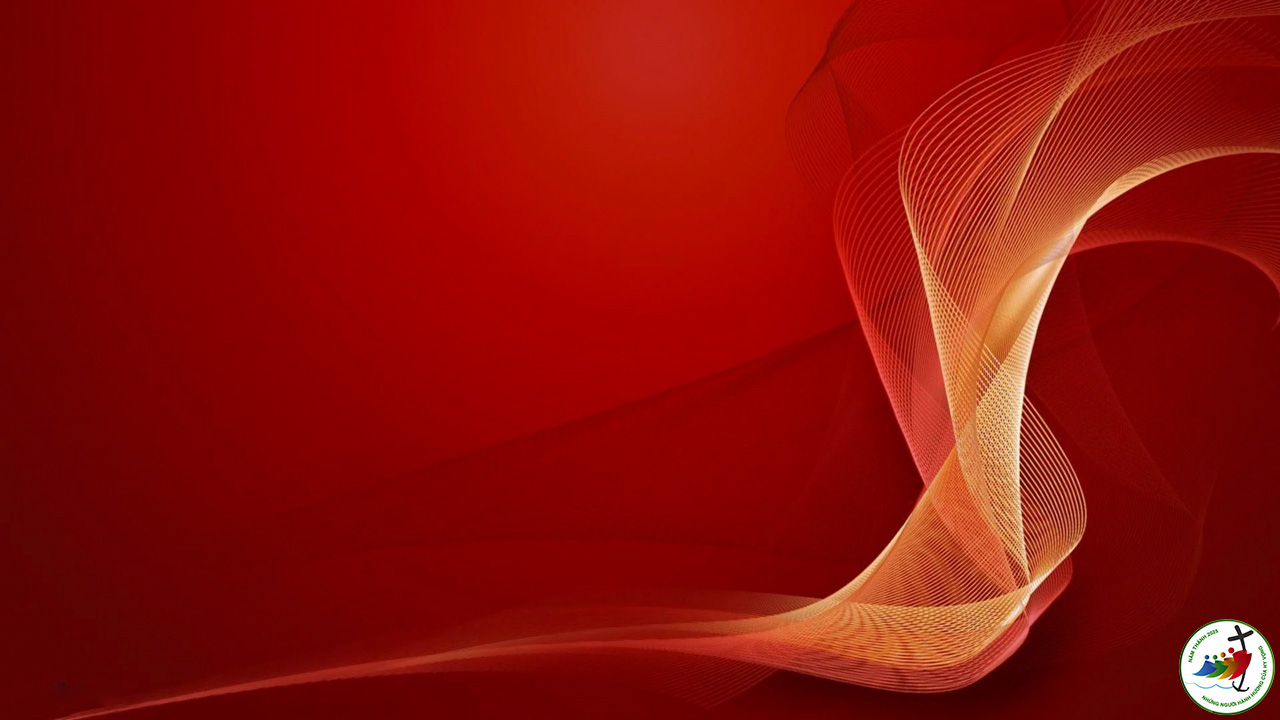 NĂM THÁNH 2025
NHỮNG NGƯỜI HÀNH HƯƠNG CỦA HY VỌNG